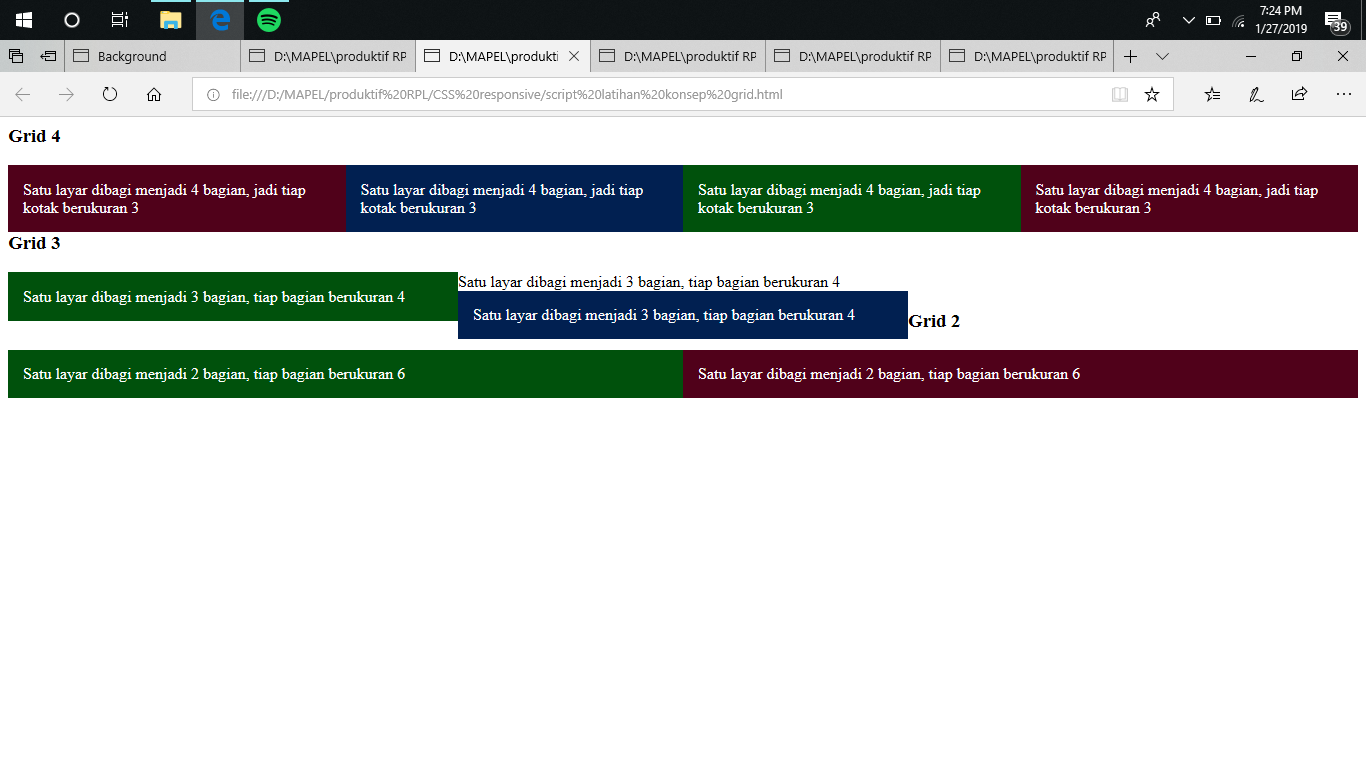 7:24 PM
1/27/2019
39
Background
D:\MAPEL\produktif RP
D:\MAPEL\produkti
D:\MAPEL\produktif RP
D:\MAPEL\produktif RP
D:\MAPEL\produktif RP
file:///D:/MAPEL/produktif%20RPL/CSS%20responsive/script%20latihan%20konsep%20grid.html
Grid 4
Satu layar dibagi menjadi 4 bagian, jadi tiap
kotak berukuran 3
Satu layar dibagi menjadi 4 bagian, jadi tiap
kotak berukuran 3
Satu layar dibagi menjadi 4 bagian, jadi tiap
kotak berukuran 3
Satu layar dibagi menjadi 4 bagian, jadi tiap
kotak berukuran 3
Grid 3
Satu layar dibagi menjadi 3 bagian, tiap bagian berukuran 4
Satu layar dibagi menjadi 3 bagian, tiap bagian berukuran 4
Satu layar dibagi menjadi 3 bagian, tiap bagian berukuran 4
Grid 2
Satu layar dibagi menjadi 2 bagian, tiap bagian berukuran 6
Satu layar dibagi menjadi 2 bagian, tiap bagian berukuran 6